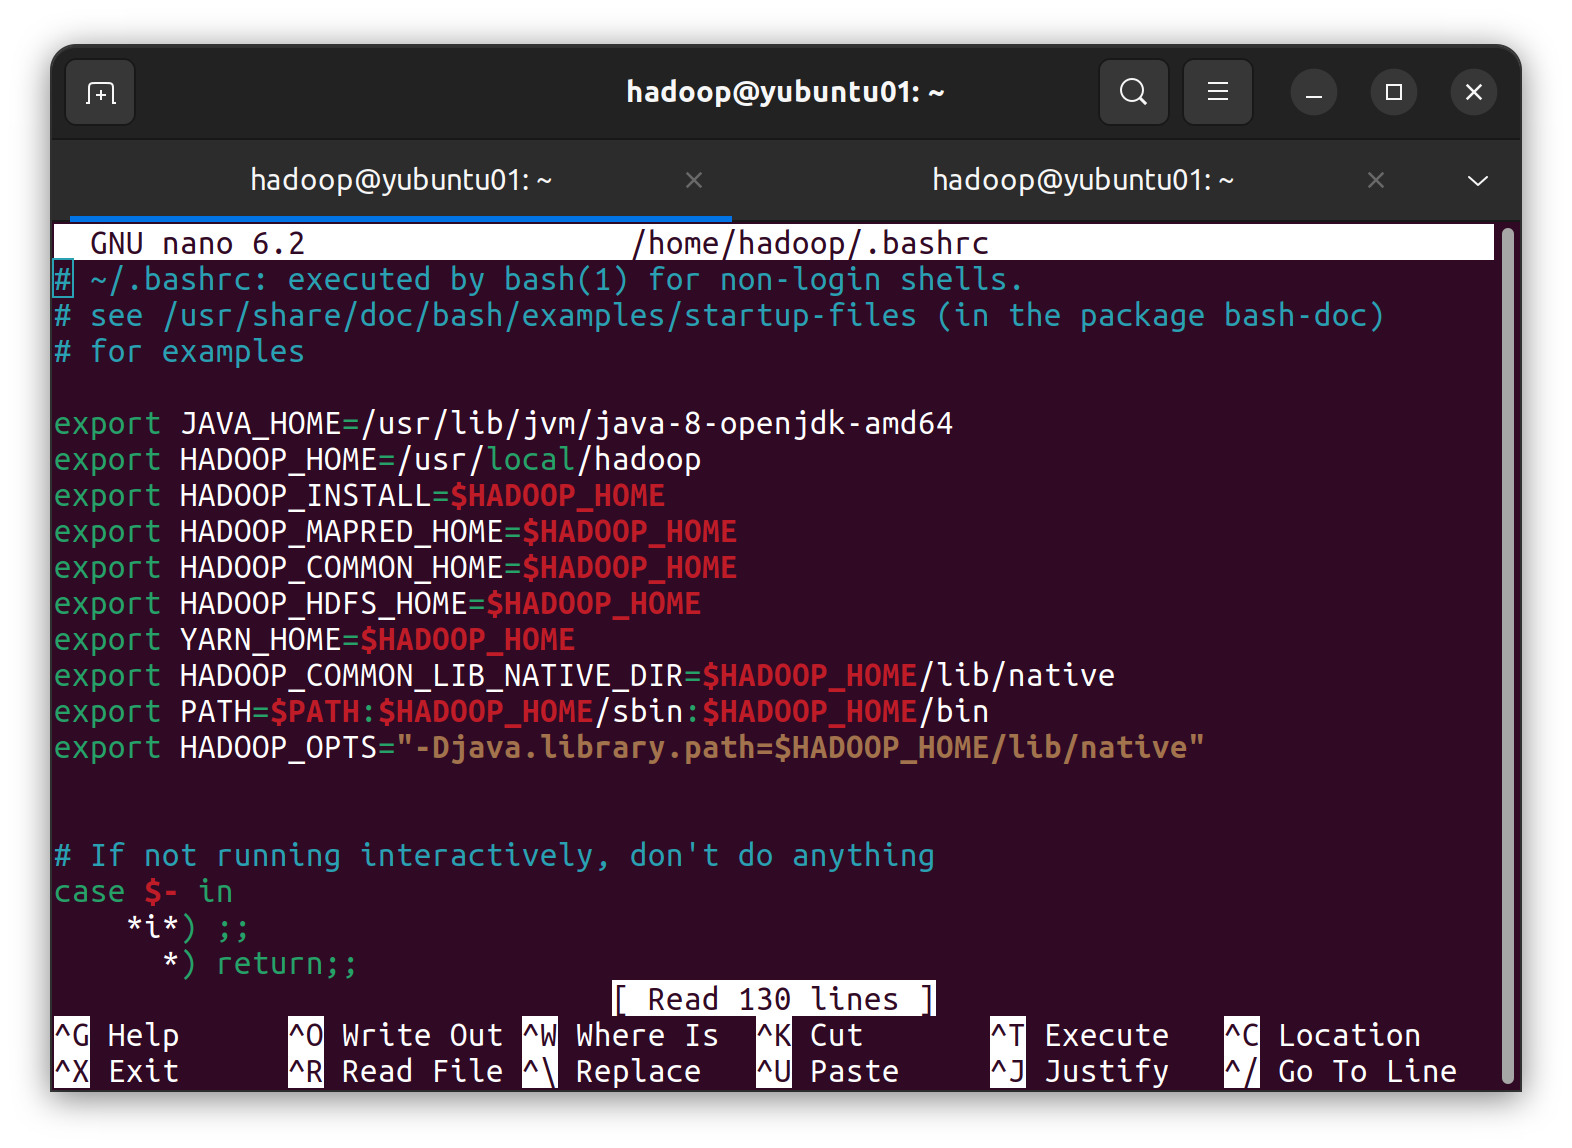 hadoop@yubuntu01: ~
hadoop@yubuntu01: ~ hadoop@yubuntu01: ~
GNU nano 6.2 /home/hadoop/.bashrc
# ~/.bashrc: executed by bash(1) for non-login shells.
# see /usr/share/doc/bash/examples/startup-files (in the package bash-doc)
# for examples
export JAVA_HOME=/usr/lib/jvm/java-8-openjdk-amd64
export HADOOP_HOME=/usr/local/hadoop
export HADOOP_INSTALL=$HADOOP_HOME
export HADOOP_MAPRED_HOME=$HADOOP_HOME
export HADOOP_COMMON_HOME=$HADOOP_HOME
export HADOOP_HDFS_HOME=$HADOOP_HOME
export YARN_HOME=$HADOOP_HOME
export HADOOP_COMMON_LIB_NATIVE_DIR=$HADOOP_HOME/lib/native
export PATH=$PATH:$HADOOP_HOME/sbin:$HADOOP_HOME/bin
export HADOOP_OPTS="-Djava.library.path=$HADOOP_HOME/lib/native"
# If not running interactively, don't do anything
case $- in
    *i*) ;;
      *) return;;
[ Read 130 lines ]
^G Help ^O Write Out ^W Where Is ^K Cut ^T Execute ^C Location
^X Exit ^R Read File ^\ Replace ^U Paste ^J Justify ^/ Go To Line